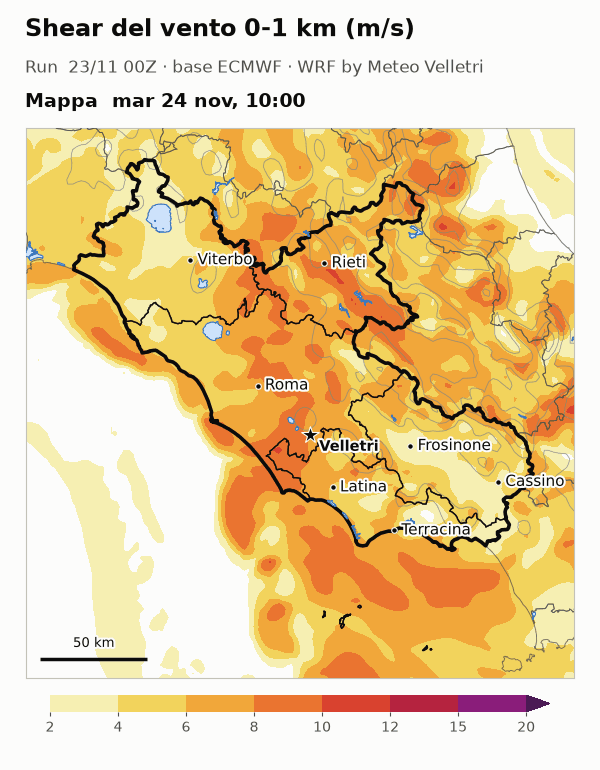 Shear del vento 0-1 km (m/s)
Run 23/11 00Z · base ECMWF · WRF by Meteo Velletri
Mappa mar 24 nov, 10:00
Viterbo
Rieti
Roma
Velletri
Frosinone
Cassino
Latina
Terracina
50 km
2 4 6 8 10 12 15 20